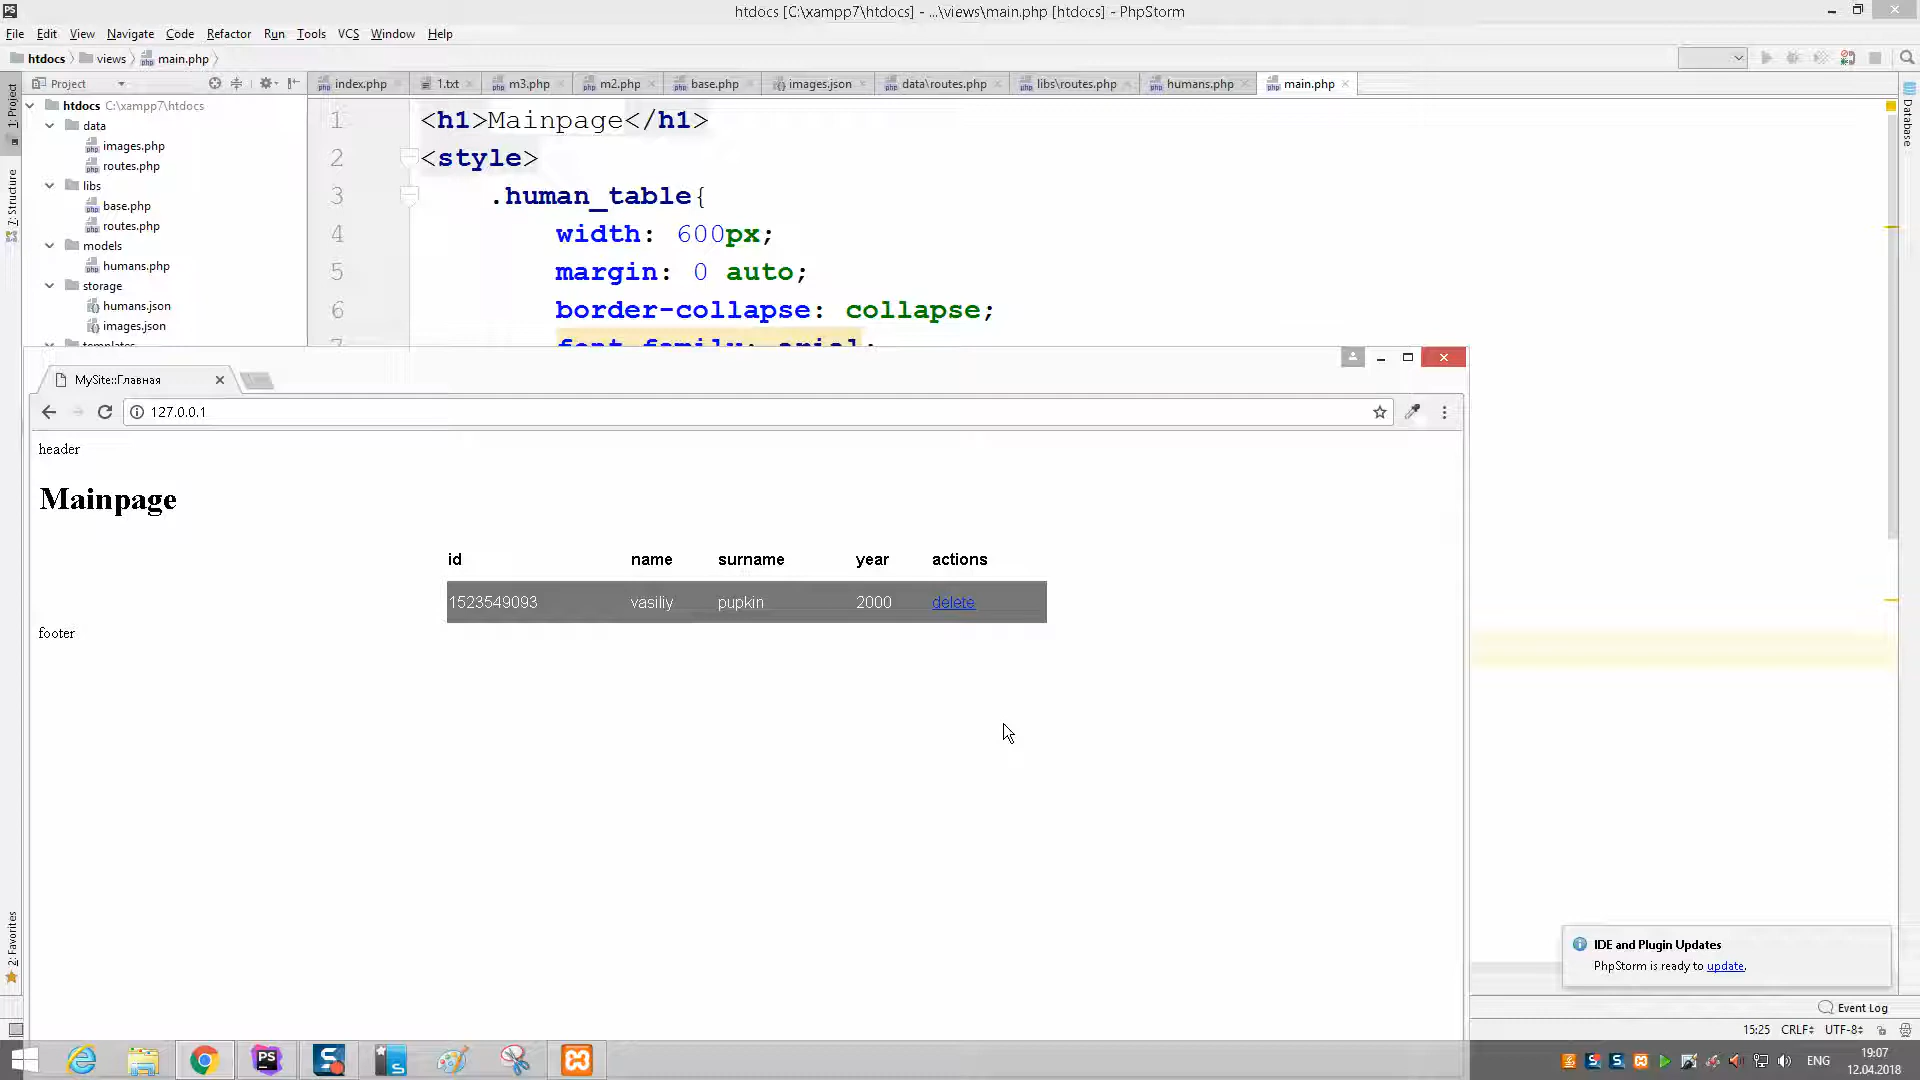 htdocs [C:\xampp7\htdocs] - ...\views\main.php [htdocs] - PhpStorm
File Edit View Navigate Code Refactor Run Tools VCS Window Help
htdocs views main.php
Project
index.php 1.txt m3.php m2.php base.php images.json data\routes.php libs\routes.php humans.php main.php
1: Project
7: Structure
2: Favorites
Database
htdocs C:\xampp7\htdocs
data
images.php
routes.php
libs
base.php
routes.php
models
humans.php
storage
humans.json
images.json
templates
1 <h1>Mainpage</h1>
2 <style>
3 .human_table{
4 width: 600px;
5 margin: 0 auto;
6 border-collapse: collapse;
7 font-family: arial;
MySite::Главная
127.0.0.1
header
Mainpage
id name surname year actions
1523549093 vasiliy pupkin 2000 delete
footer
IDE and Plugin Updates
PhpStorm is ready to update.
Event Log
15:25 CRLF UTF-8
ENG
19:07
12.04.2018